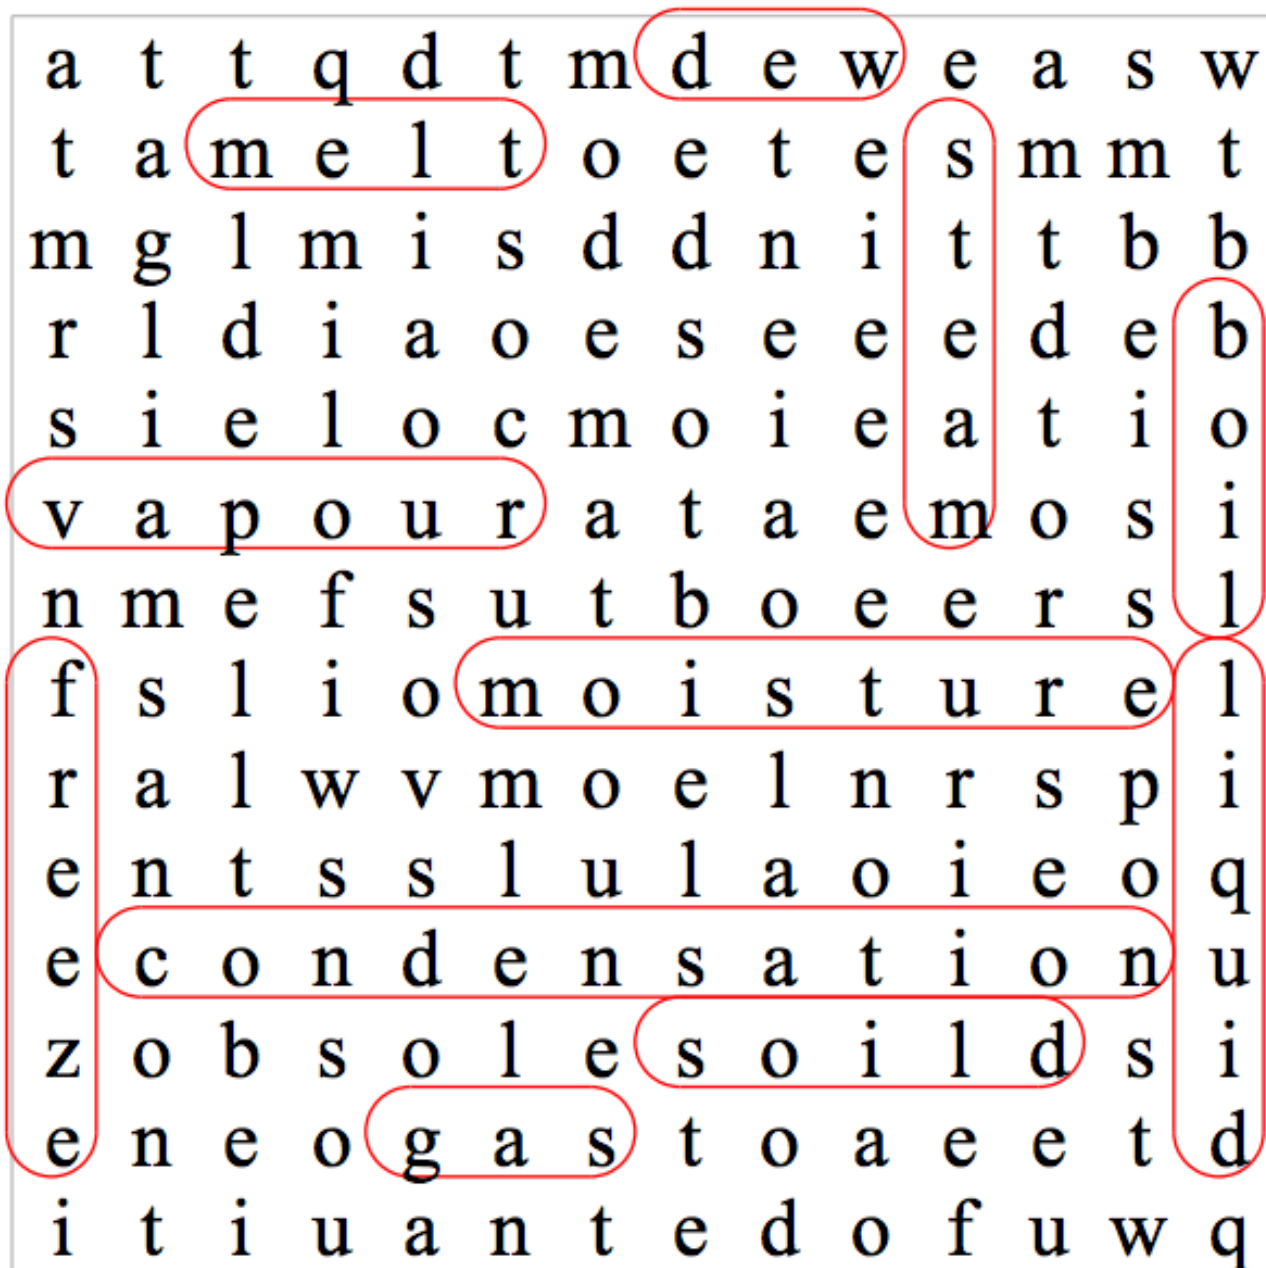 a t t q d t m d e w e a s w
t a m e l t o e t e s m m t
m g l m i s d d n i t t b b
r l d i a o e s e e e d e b
s i e l o c m o i e a t i o
v a p o u r a t a e m o s i
n m e f s u t b o e e r s l
f s l i o m o i s t u r e l
r a l w v m o e l n r s p i
e n t s s l u l a o i e o q
e c o n d e n s a t i o n u
z o b s o l e s o i l d s i
e n e o g a s t o a e e t d
i t i u a n t e d o f u w q